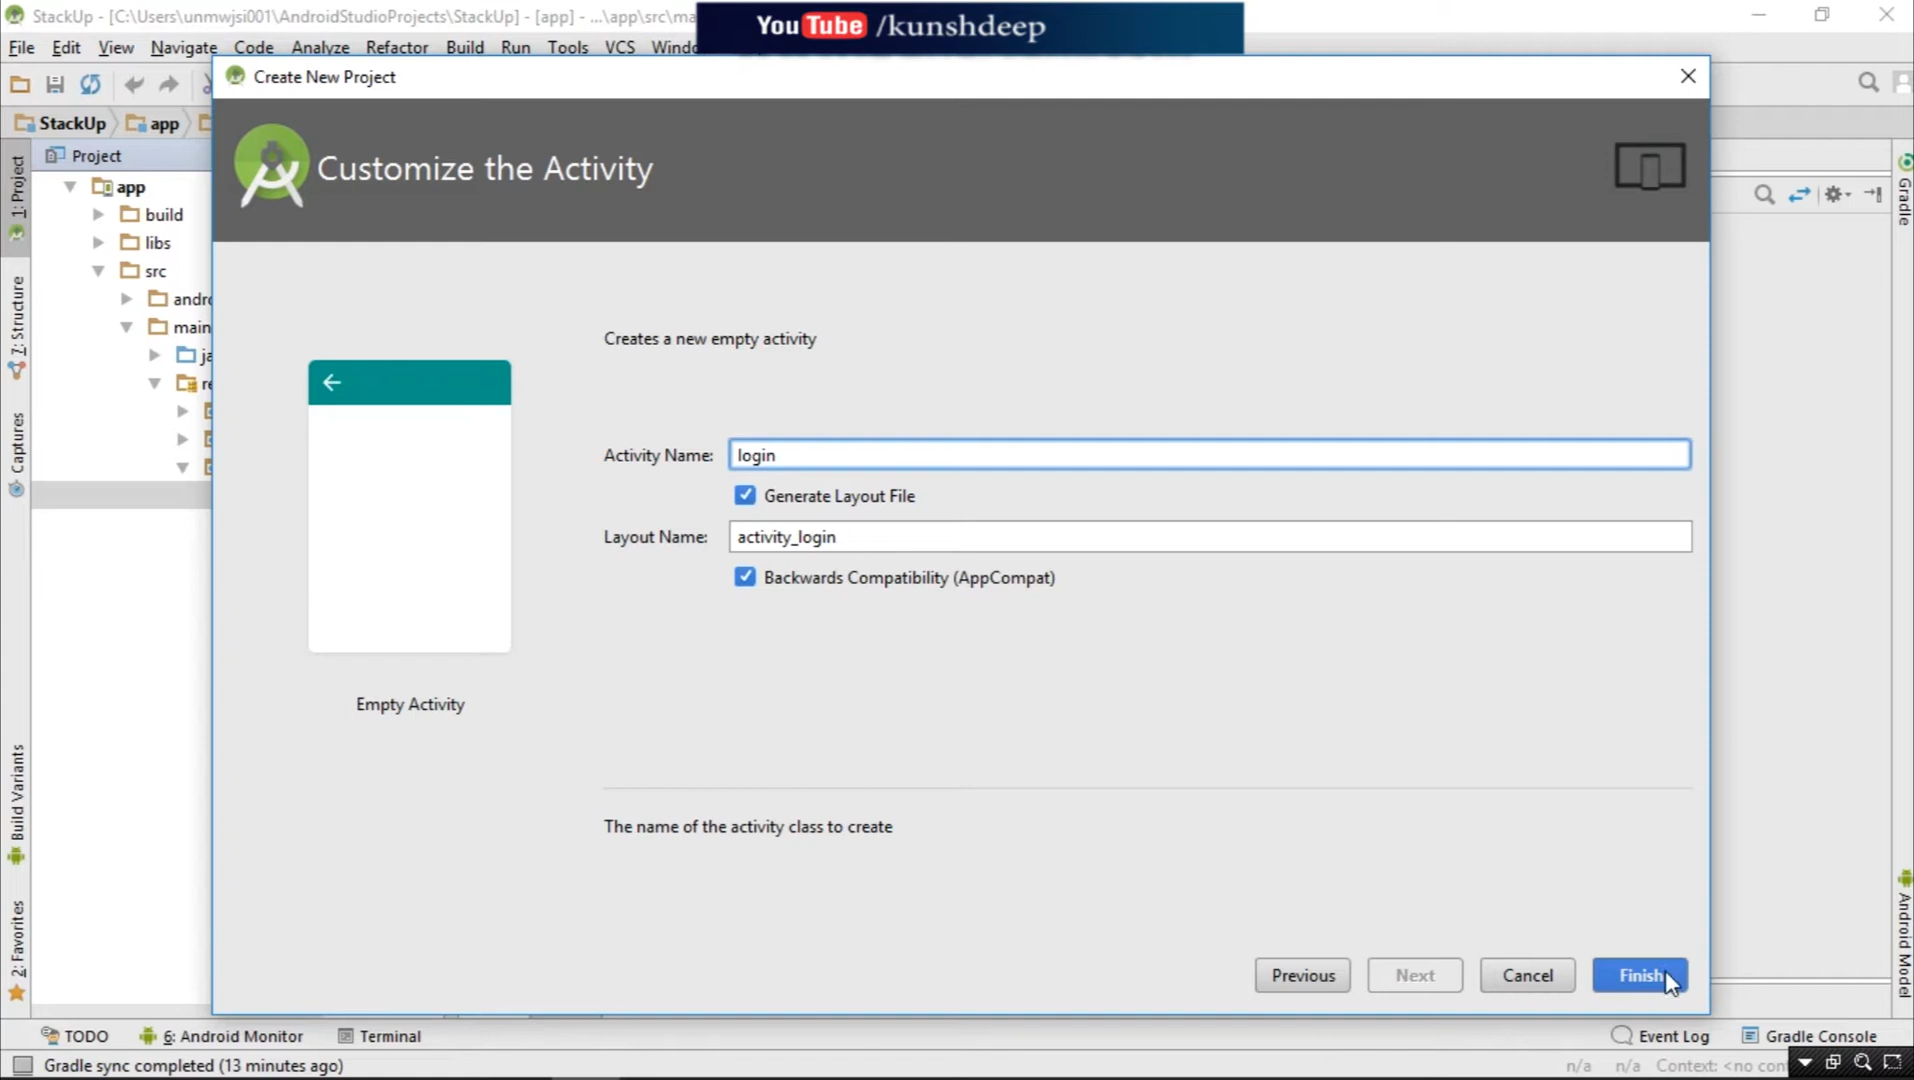 StackUp - [C:\Users\unmwjsi001\AndroidStudioProjects\StackUp] - [app] - ...\app\src\ma
YouTube /kunshdeep
File Edit View Navigate Code Analyze Refactor Build Run Tools VCS
Create New Project
StackUp app
Customize the Activity
1: Project
Project
app
build
libs
src
main
7: Structure
Captures
Build Variants
2: Favorites
Gradle
Android Model
Creates a new empty activity
Activity Name: login
Generate Layout File
Layout Name: activity_login
Backwards Compatibility (AppCompat)
Empty Activity
The name of the activity class to create
Previous Next Cancel Finish
TODO 6: Android Monitor Terminal Event Log Gradle Console
Gradle sync completed (13 minutes ago) n/a n/a Context: <no con